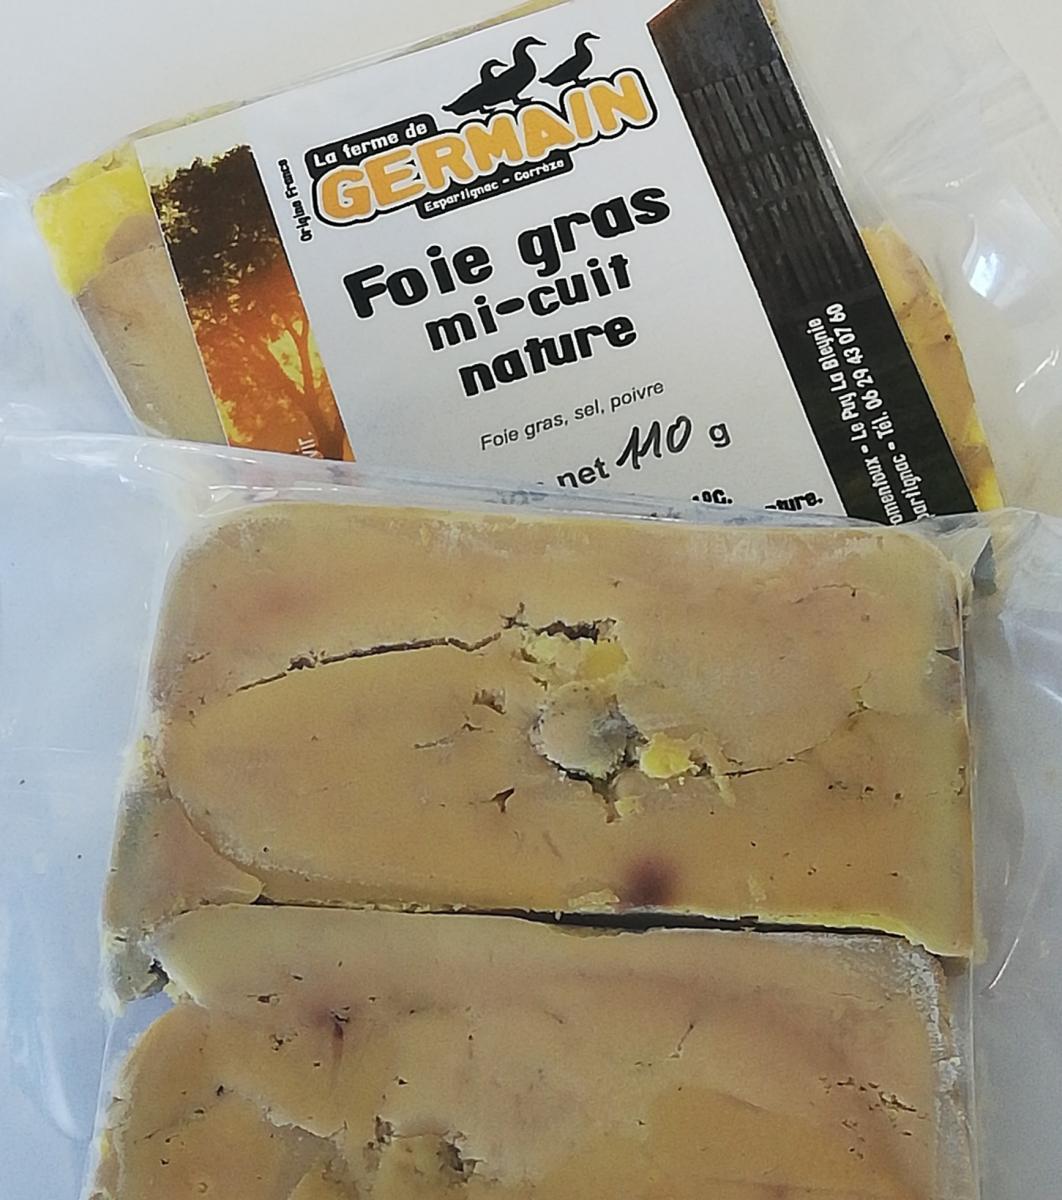 La ferme de
GERMAIN
Espartignac - Corrèze
Origine France
Foie gras
mi-cuit
nature
Foie gras, sel, poivre
net 110 g
°C.
Le Puy La Bleynie
Tél. 06 29 43 07 60